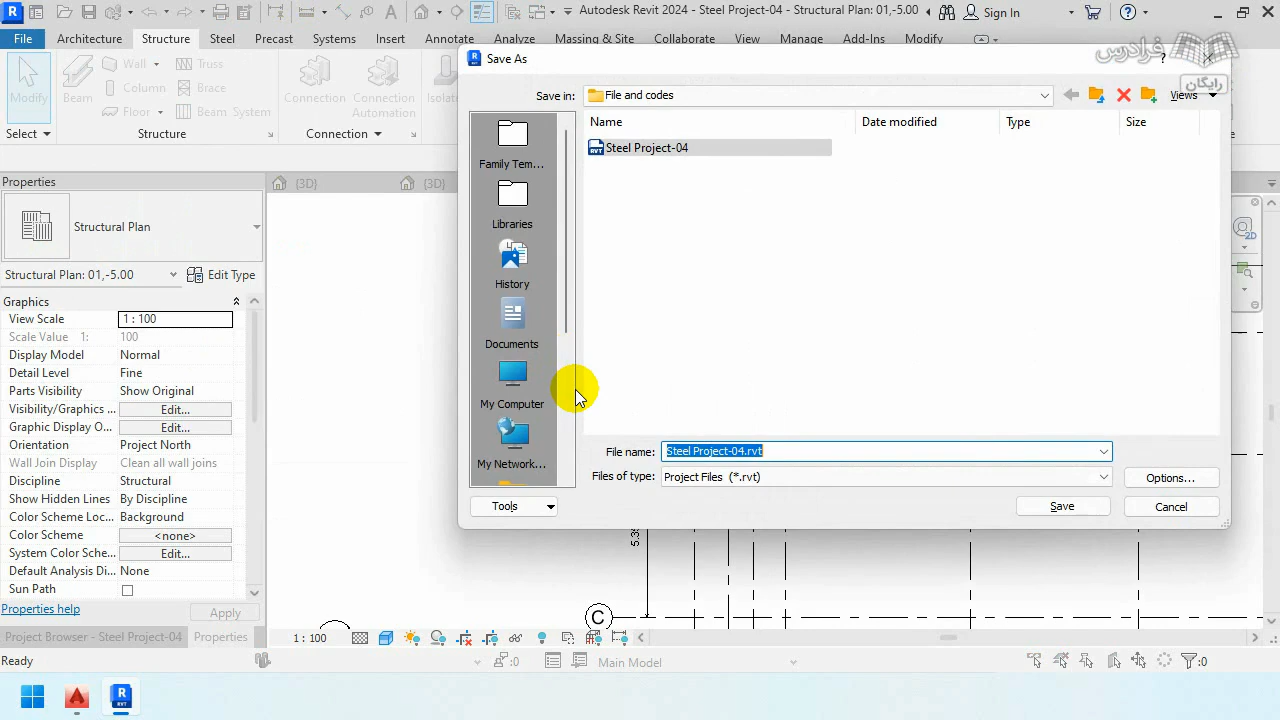 Autodesk Revit 2024 - Steel Project-04 - Structural Plan: 01,-5.00
Sign In
File
Architecture
Structure
Steel
Precast
Systems
Insert
Annotate
Analyze
Massing & Site
Collaborate
View
Manage
Add-Ins
Modify
Modify
Beam
Wall
Column
Floor
Truss
Brace
Beam System
Connection
Connection
Automation
Select
Structure
Connection
فرادرس
رایگان
Save As
Save in:
File and codes
Views
Name
Date modified
Type
Size
Steel Project-04
Family Tem...
Libraries
History
Documents
My Computer
My Network...
File name:
Steel Project-04.rvt
Files of type:
Project Files (*.rvt)
Options...
Tools
Save
Cancel
Properties
{3D}
{3D}
Structural Plan
Structural Plan: 01,-5.00
Edit Type
Graphics
View Scale
1 : 100
Scale Value 1:
100
Display Model
Normal
Detail Level
Fine
Parts Visibility
Show Original
Visibility/Graphics ...
Edit...
Graphic Display O...
Edit...
Orientation
Project North
Wall Join Display
Clean all wall joins
Discipline
Structural
Show Hidden Lines
By Discipline
Color Scheme Loc...
Background
Color Scheme
<none>
System Color Sche...
Edit...
Default Analysis Di...
None
Sun Path
Properties help
Apply
Project Browser - Steel Project-04
Properties
C
1 : 100
Ready
:0
Main Model
:0
2D